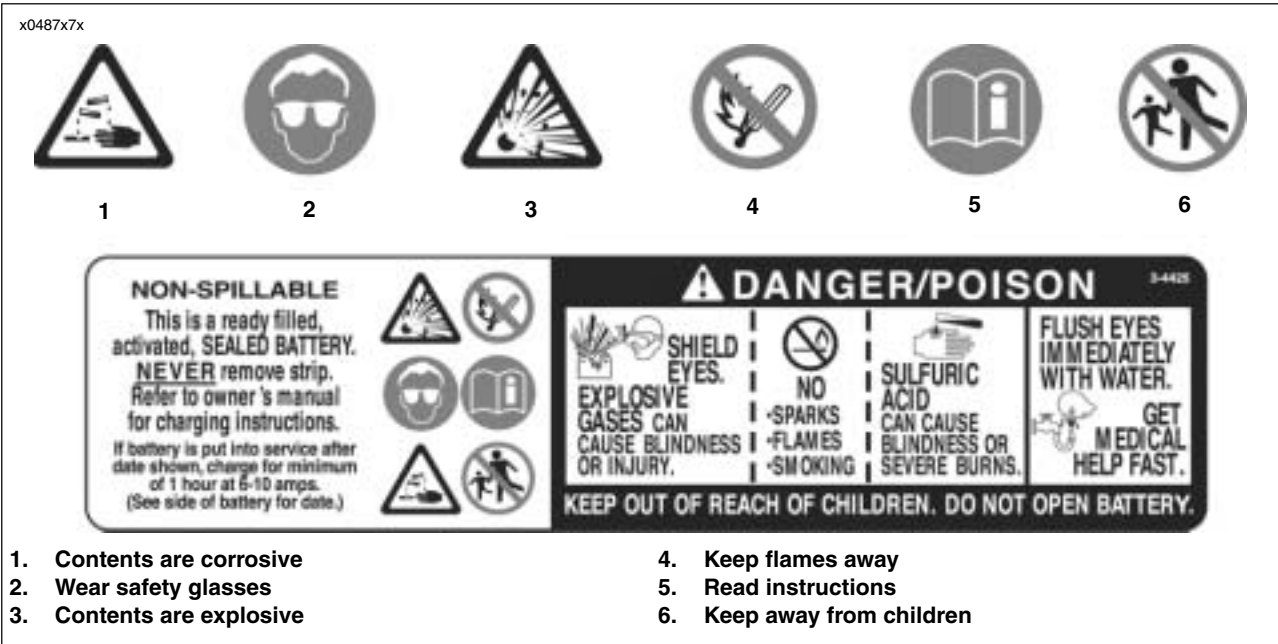 x0487x7x
1 2 3 4 5 6
NON-SPILLABLE
This is a ready filled,
activated, SEALED BATTERY.
NEVER remove strip.
Refer to owner 's manual
for charging instructions.
If battery is put into service after
date shown, charge for minimum
of 1 hour at 6-10 amps.
(See side of battery for date.)
DANGER/POISON
3-4425
SHIELD
EYES.
EXPLOSIVE
GASES CAN
CAUSE BLINDNESS
OR INJURY.
NO
•SPARKS
•FLAMES
•SMOKING
SULFURIC
ACID
CAN CAUSE
BLINDNESS OR
SEVERE BURNS.
FLUSH EYES
IMMEDIATELY
WITH WATER.
GET
MEDICAL
HELP FAST.
KEEP OUT OF REACH OF CHILDREN. DO NOT OPEN BATTERY.
1. Contents are corrosive
2. Wear safety glasses
3. Contents are explosive
4. Keep flames away
5. Read instructions
6. Keep away from children